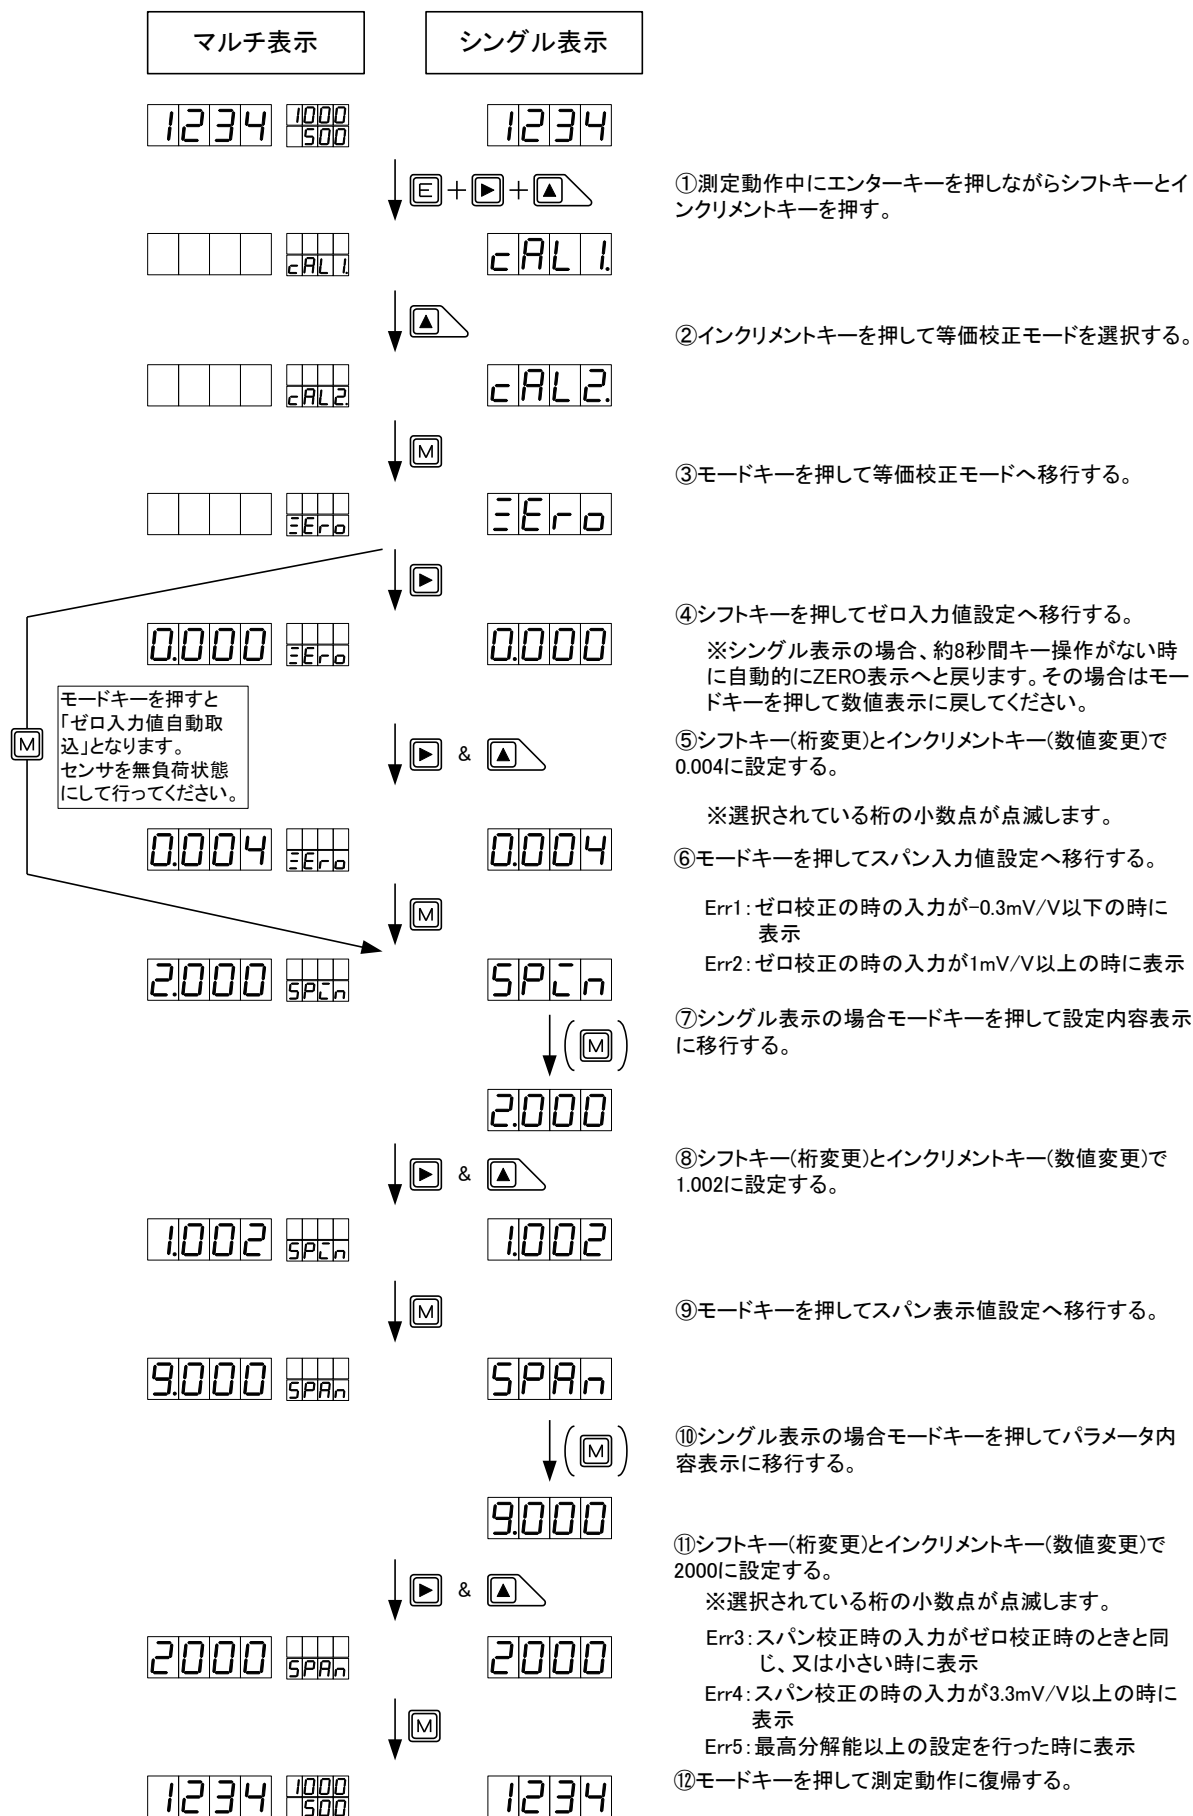 マルチ表示 シングル表示
1234 1000 1234
500
E+▶+▲
①測定動作中にエンターキーを押しながらシフトキーとイ
ンクリメントキーを押す。
cAL1. cAL1.
▲
②インクリメントキーを押して等価校正モードを選択する。
cAL2. cAL2.
M
③モードキーを押して等価校正モードへ移行する。
ZEro ZEro
▶
④シフトキーを押してゼロ入力値設定へ移行する。
0.000 ZEro 0.000
※シングル表示の場合、約8秒間キー操作がない時
に自動的にZERO表示へと戻ります。その場合はモー
ドキーを押して数値表示に戻してください。
M
モードキーを押すと
「ゼロ入力値自動取
込」となります。
センサを無負荷状態
にして行ってください。
▶ & ▲
⑤シフトキー(桁変更)とインクリメントキー(数値変更)で
0.004に設定する。
※選択されている桁の小数点が点滅します。
0.004 ZEro 0.004
⑥モードキーを押してスパン入力値設定へ移行する。
M
Err1：ゼロ校正の時の入力が-0.3mV/V以下の時に
表示
Err2：ゼロ校正の時の入力が1mV/V以上の時に表示
2.000 SPin SPin
⑦シングル表示の場合モードキーを押して設定内容表示
に移行する。
(M)
2.000
▶ & ▲
⑧シフトキー(桁変更)とインクリメントキー(数値変更)で
1.002に設定する。
1.002 SPin 1.002
M
⑨モードキーを押してスパン表示値設定へ移行する。
9.000 SPAn SPAn
(M)
⑩シングル表示の場合モードキーを押してパラメータ内
容表示に移行する。
9.000
⑪シフトキー(桁変更)とインクリメントキー(数値変更)で
2000に設定する。
▶ & ▲
※選択されている桁の小数点が点滅します。
2000 SPAn 2000
Err3：スパン校正時の入力がゼロ校正時のときと同
じ、又は小さい時に表示
Err4：スパン校正の時の入力が3.3mV/V以上の時に
表示
M
Err5：最高分解能以上の設定を行った時に表示
⑫モードキーを押して測定動作に復帰する。
1234 1000 1234
500